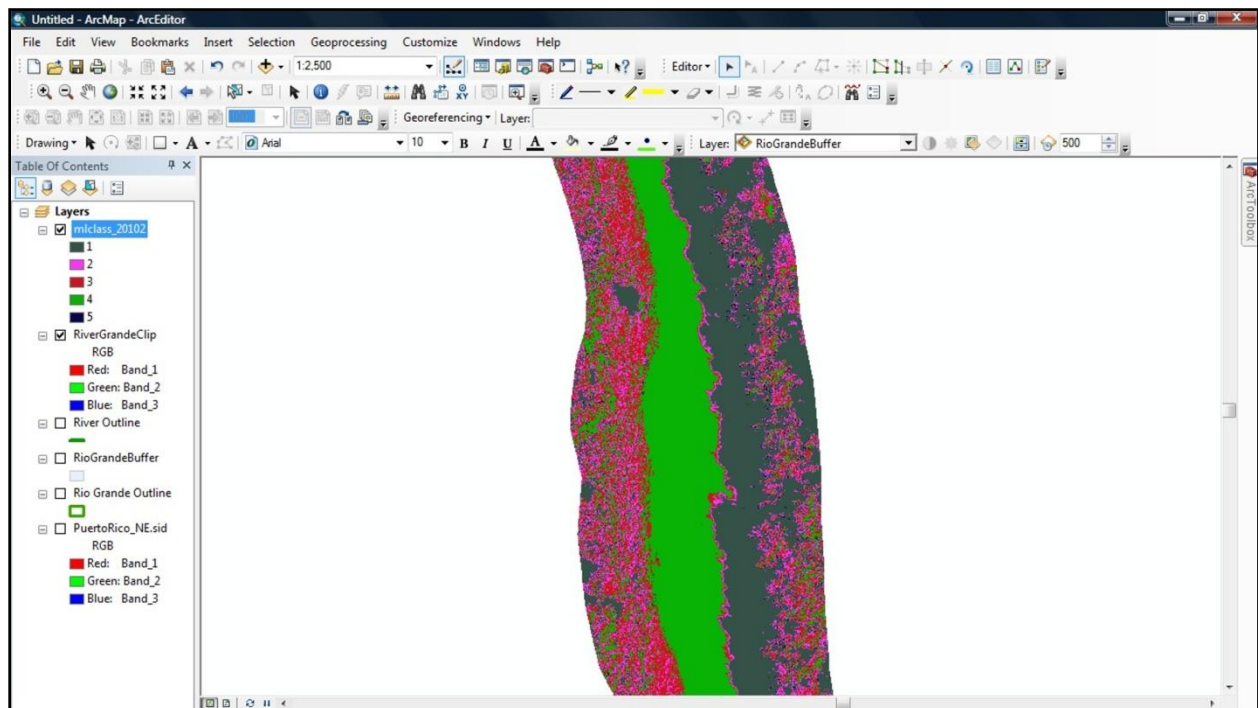 Untitled - ArcMap - ArcEditor
File Edit View Bookmarks Insert Selection Geoprocessing Customize Windows Help
1:2,500 Editor
Georeferencing Layer:
Drawing A Arial 10 B I U A Layer: RioGrandeBuffer 500
Table Of Contents
ArcToolbox
Layers
mlclass_20102
1
2
3
4
5
RiverGrandeClip
RGB
Red: Band_1
Green: Band_2
Blue: Band_3
River Outline
RioGrandeBuffer
Rio Grande Outline
PuertoRico_NE.sid
RGB
Red: Band_1
Green: Band_2
Blue: Band_3